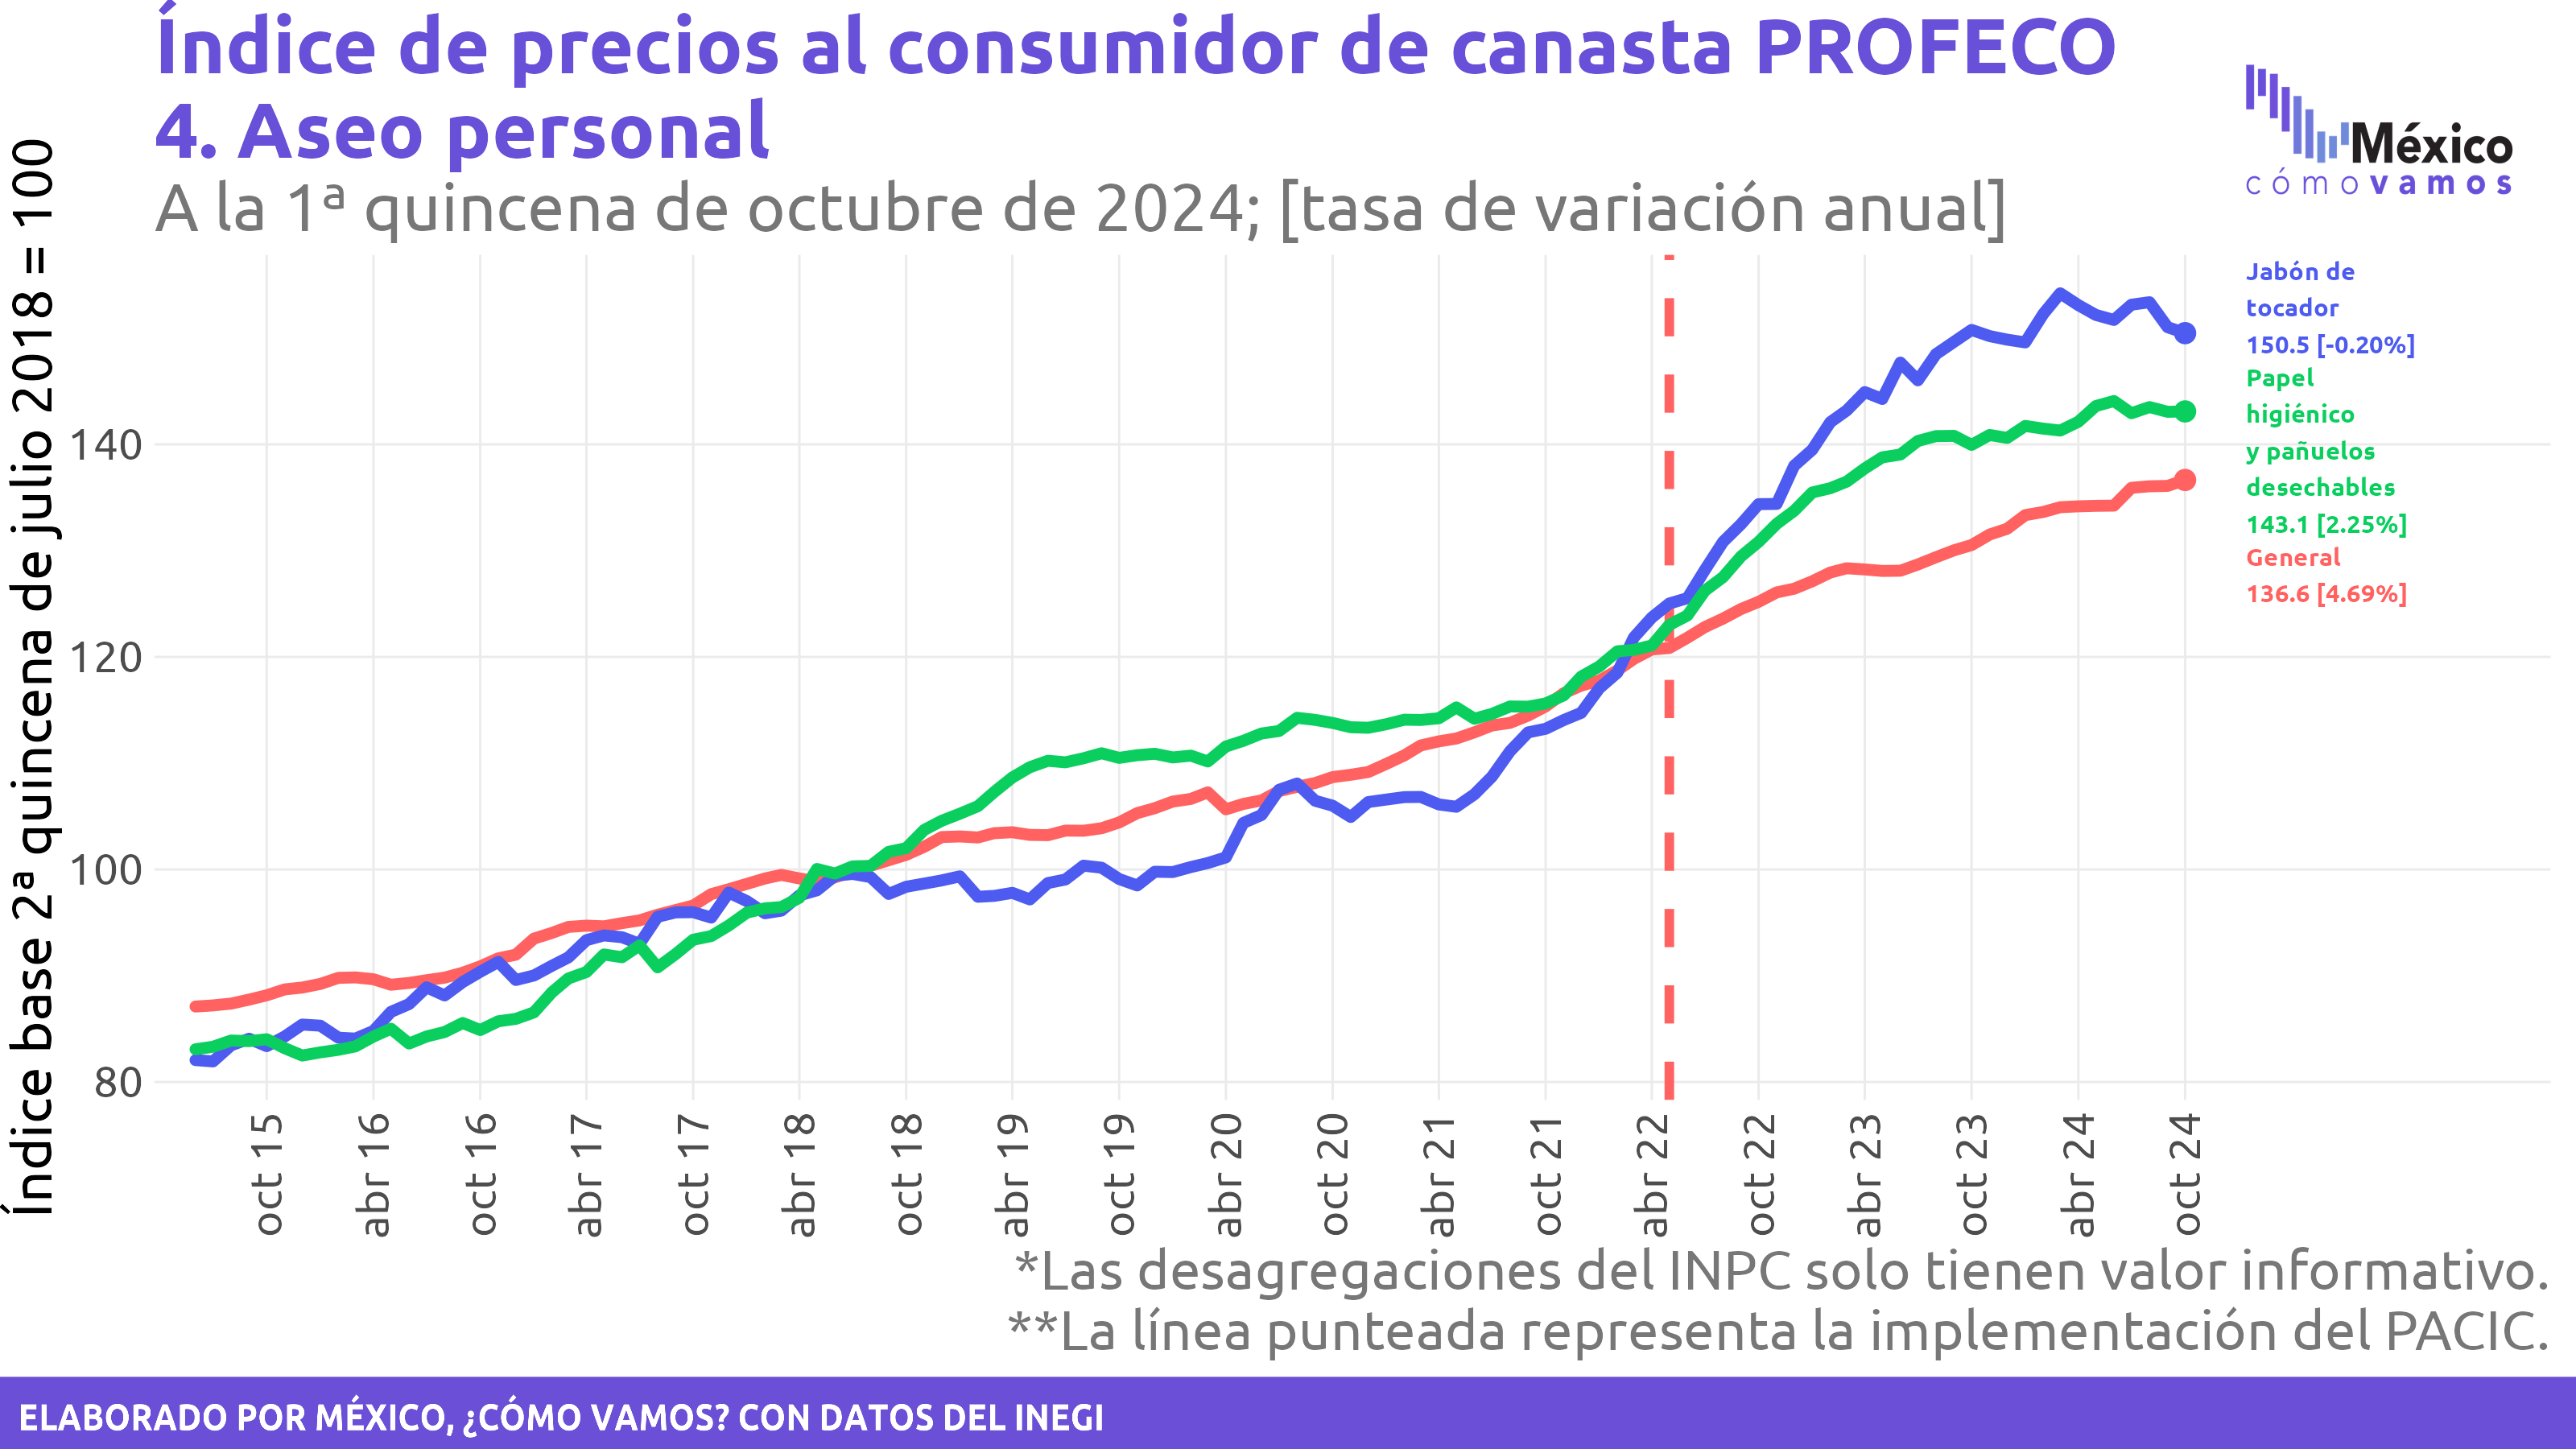 Índice de precios al consumidor de canasta PROFECO
4. Aseo personal
A la 1ª quincena de octubre de 2024; [tasa de variación anual]
México
cómo vamos
Índice base 2ª quincena de julio 2018 = 100
140
120
100
80
Jabón de
tocador
150.5 [-0.20%]
Papel
higiénico
y pañuelos
desechables
143.1 [2.25%]
General
136.6 [4.69%]
oct 15
abr 16
oct 16
abr 17
oct 17
abr 18
oct 18
abr 19
oct 19
abr 20
oct 20
abr 21
oct 21
abr 22
oct 22
abr 23
oct 23
abr 24
oct 24
*Las desagregaciones del INPC solo tienen valor informativo.
**La línea punteada representa la implementación del PACIC.
ELABORADO POR MÉXICO, ¿CÓMO VAMOS? CON DATOS DEL INEGI